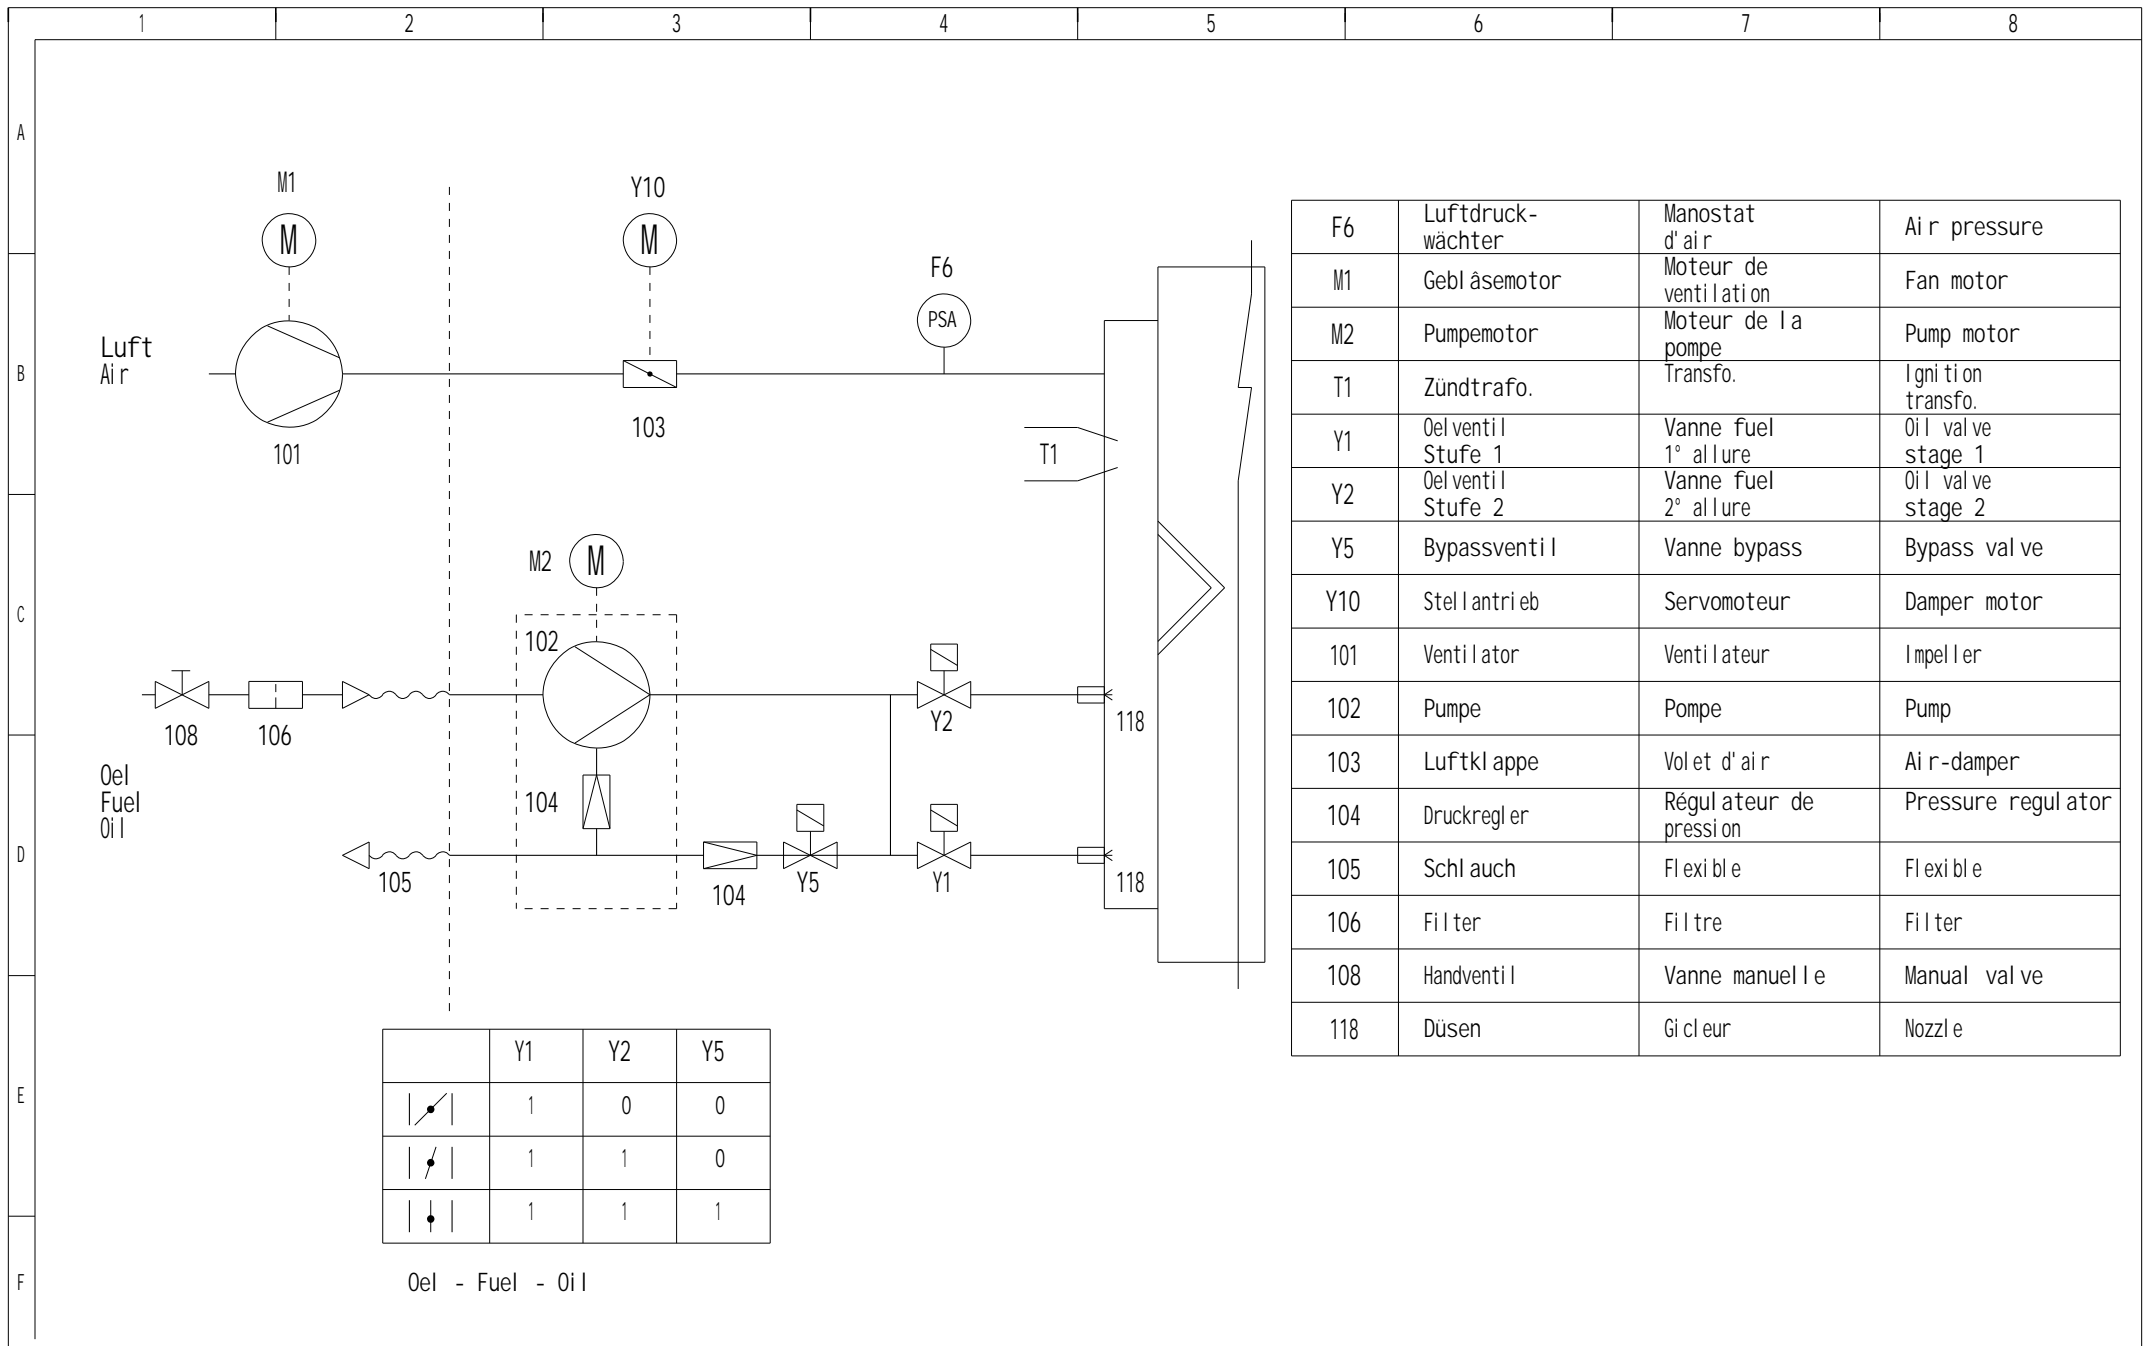 1 2 3 4 5 6 7 8
A
B
C
D
E
F
M1
M
Y10
M
F6
PSA
Luft
Air
101
103
T1
M2
M
102
108
106
Y2
118
Oel
Fuel
Oil
104
105
104
Y5
Y1
118
Y1 Y2 Y5
1 0 0
1 1 0
1 1 1
Oel - Fuel - Oil
F6
Luftdruck-
wächter
Manostat
d'air
Air pressure
M1
Geblâsemotor
Moteur de
ventilation
Fan motor
M2
Pumpemotor
Moteur de la
pompe
Pump motor
T1
Zündtrafo.
Transfo.
Ignition
transfo.
Y1
Oelventil
Stufe 1
Vanne fuel
1° allure
Oil valve
stage 1
Y2
Oelventil
Stufe 2
Vanne fuel
2° allure
Oil valve
stage 2
Y5
Bypassventil
Vanne bypass
Bypass valve
Y10
Stellantrieb
Servomoteur
Damper motor
101
Ventilator
Ventilateur
Impeller
102
Pumpe
Pompe
Pump
103
Luftklappe
Volet d'air
Air-damper
104
Druckregler
Régulateur de
pression
Pressure regulator
105
Schlauch
Flexible
Flexible
106
Filter
Filtre
Filter
108
Handventil
Vanne manuelle
Manual valve
118
Düsen
Gicleur
Nozzle